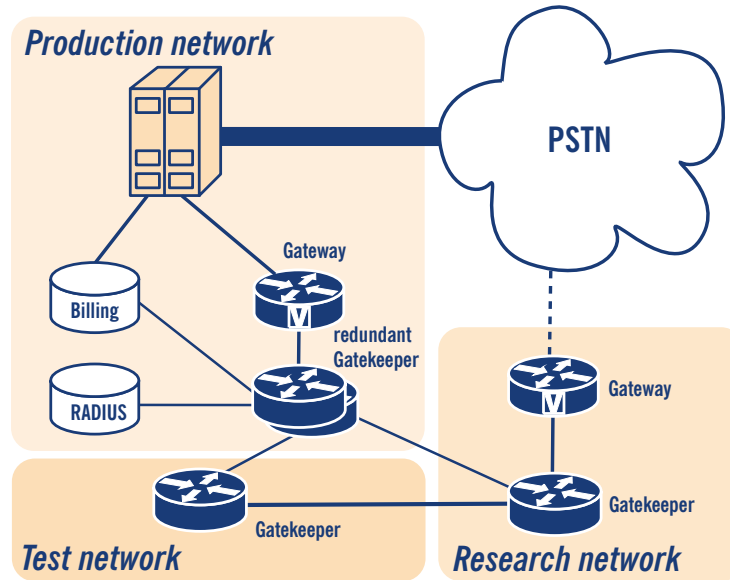 Production network
PSTN
Gateway
Billing
redundant
Gatekeeper
RADIUS
Gateway
Gatekeeper
Gatekeeper
Test network
Research network